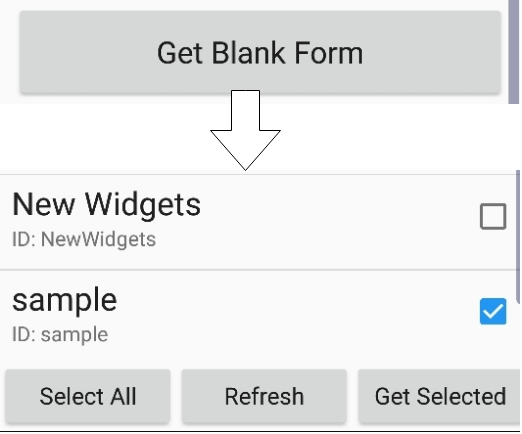 Get Blank Form
New Widgets
ID: NewWidgets
sample
ID: sample
Select All
Refresh
Get Selected